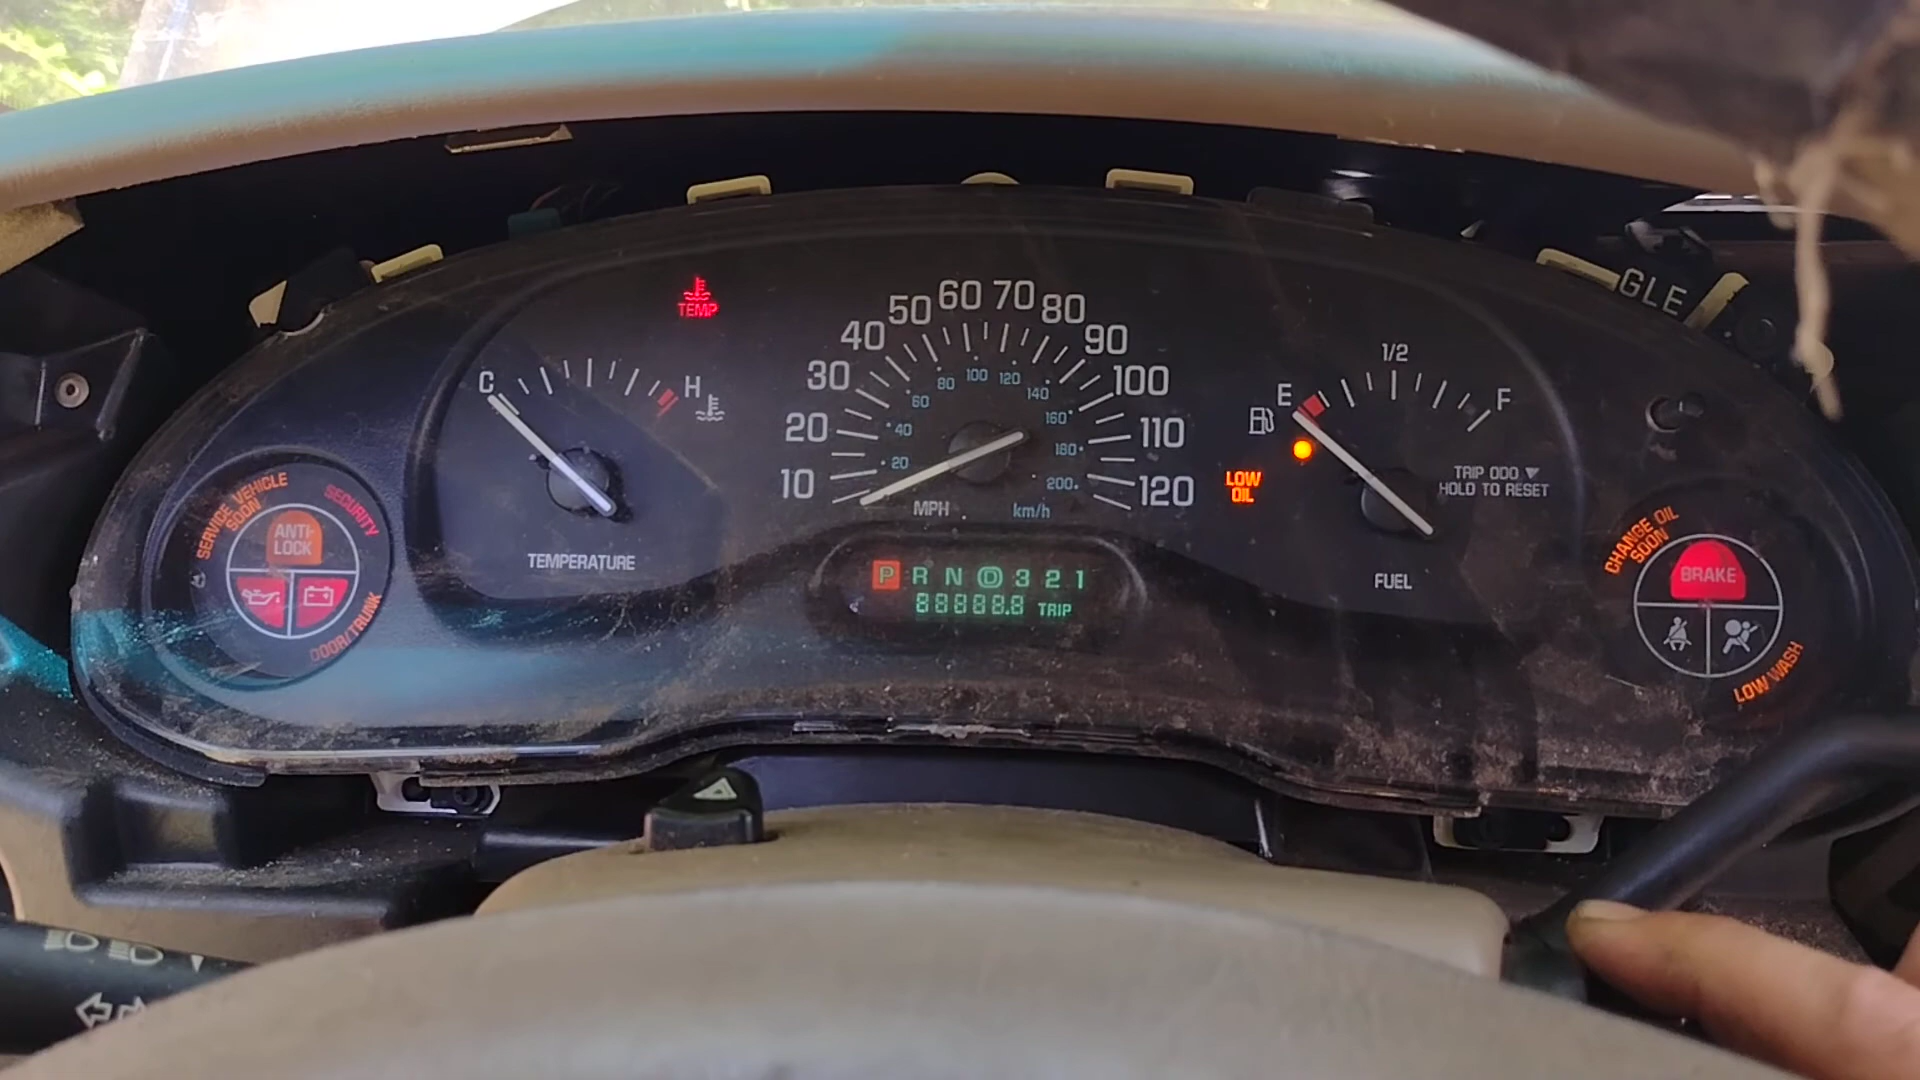 TEMP
C
H
TEMPERATURE
SERVICE VEHICLE
SOON
SECURITY
ANTI-
LOCK
DOOR/TRUNK
10
20
30
40
50
60
70
80
90
100
110
120
20
40
60
80
100
120
140
160
180
200
MPH
km/h
P R N D 3 2 1
88888.8 TRIP
E
1/2
F
LOW
OIL
TRIP ODO
HOLD TO RESET
FUEL
CHANGE OIL
SOON
BRAKE
LOW WASH
GLE